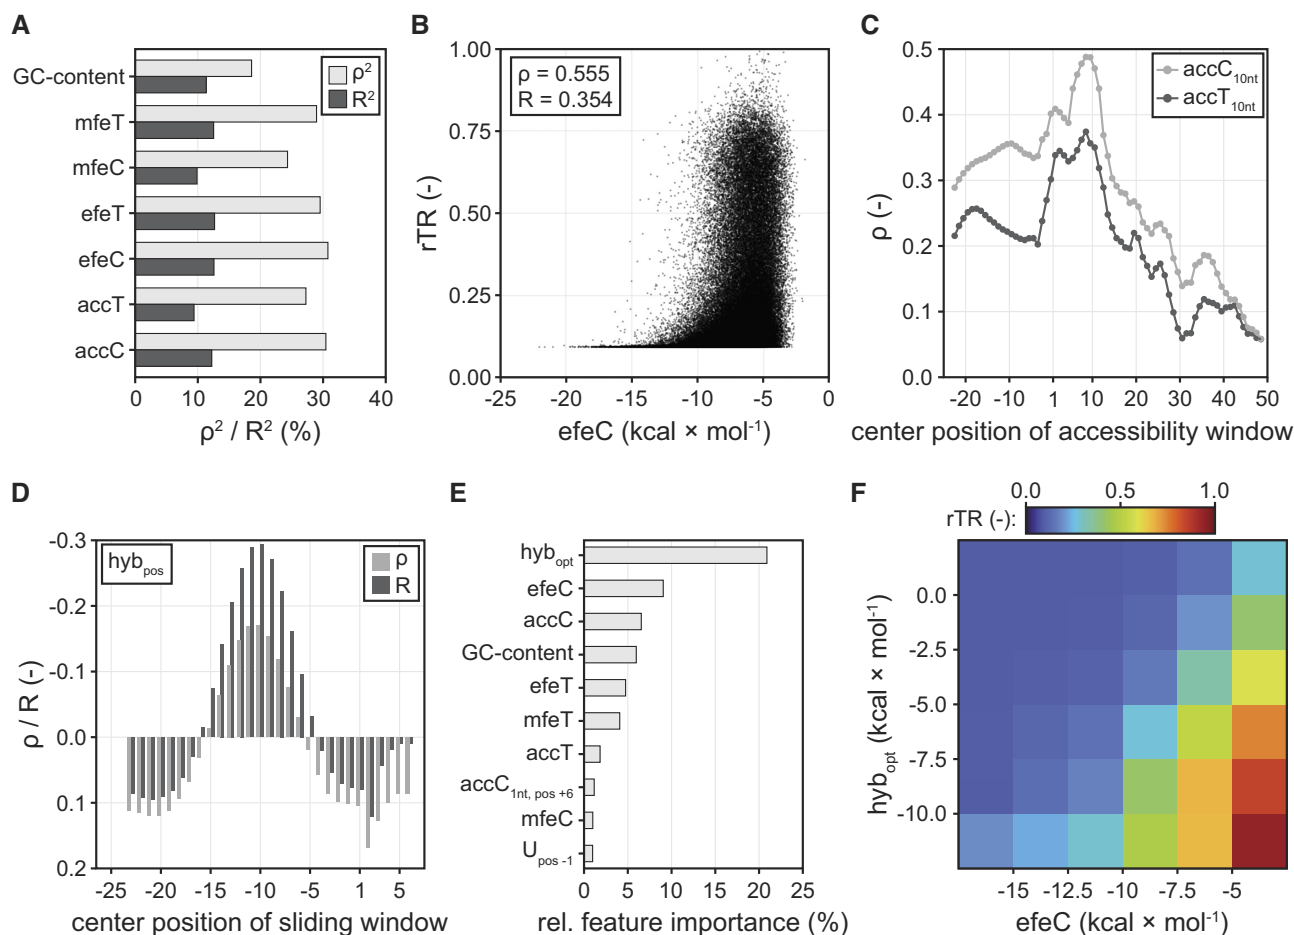 A
GC-content
mfeT
mfeC
efeT
efeC
accT
accC
ρ²
R²
0 10 20 30 40
ρ² / R² (%)
B
1.00
0.75
0.50
0.25
0.00
rTR (-)
ρ = 0.555
R = 0.354
-25 -20 -15 -10 -5 0
efeC (kcal × mol⁻¹)
C
0.5
0.4
0.3
0.2
0.1
0.0
ρ (-)
accC10nt
accT10nt
-20 -10 1 10 20 30 40 50
center position of accessibility window
D
-0.3
-0.2
-0.1
0.0
0.1
0.2
ρ / R (-)
hybpos
ρ
R
-25 -20 -15 -10 -5 1 5
center position of sliding window
E
hybopt
efeC
accC
GC-content
efeT
mfeT
accT
accC1nt, pos +6
mfeC
Upos -1
0 5 10 15 20 25
rel. feature importance (%)
F
0.0 0.5 1.0
rTR (-):
0.0
-2.5
-5.0
-7.5
-10.0
hybopt (kcal × mol⁻¹)
-15 -12.5 -10 -7.5 -5
efeC (kcal × mol⁻¹)